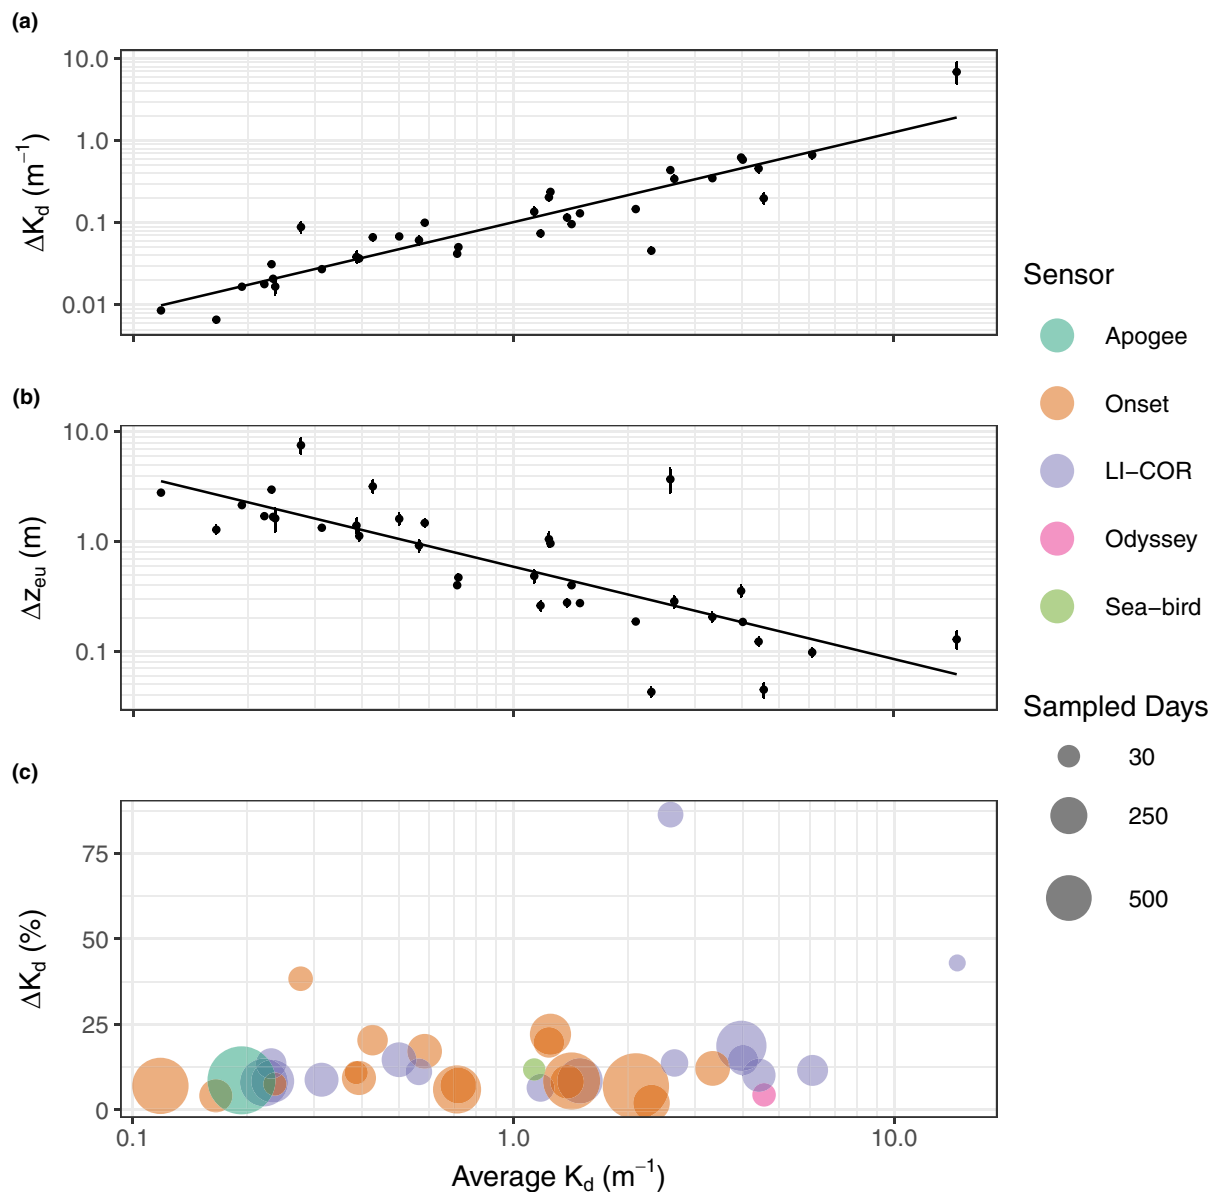 (a)
10.0
1.0
0.1
0.01
ΔK_d (m⁻¹)
(b)
10.0
1.0
0.1
Δz_eu (m)
(c)
75
50
25
0
ΔK_d (%)
0.1
1.0
10.0
Average K_d (m⁻¹)
Sensor
Apogee
Onset
LI−COR
Odyssey
Sea−bird
Sampled Days
30
250
500